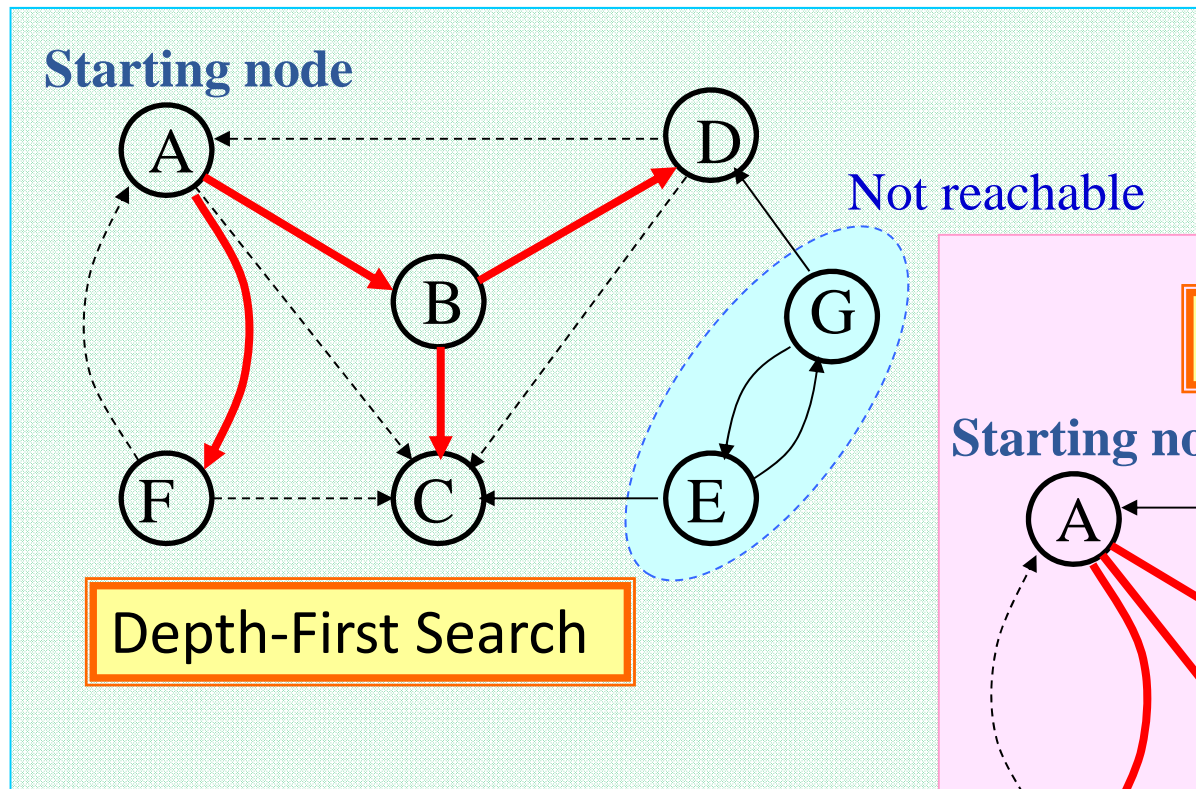 Starting node
A
D
Not reachable
B
G
F
C
E
Depth-First Search
Starting no
A